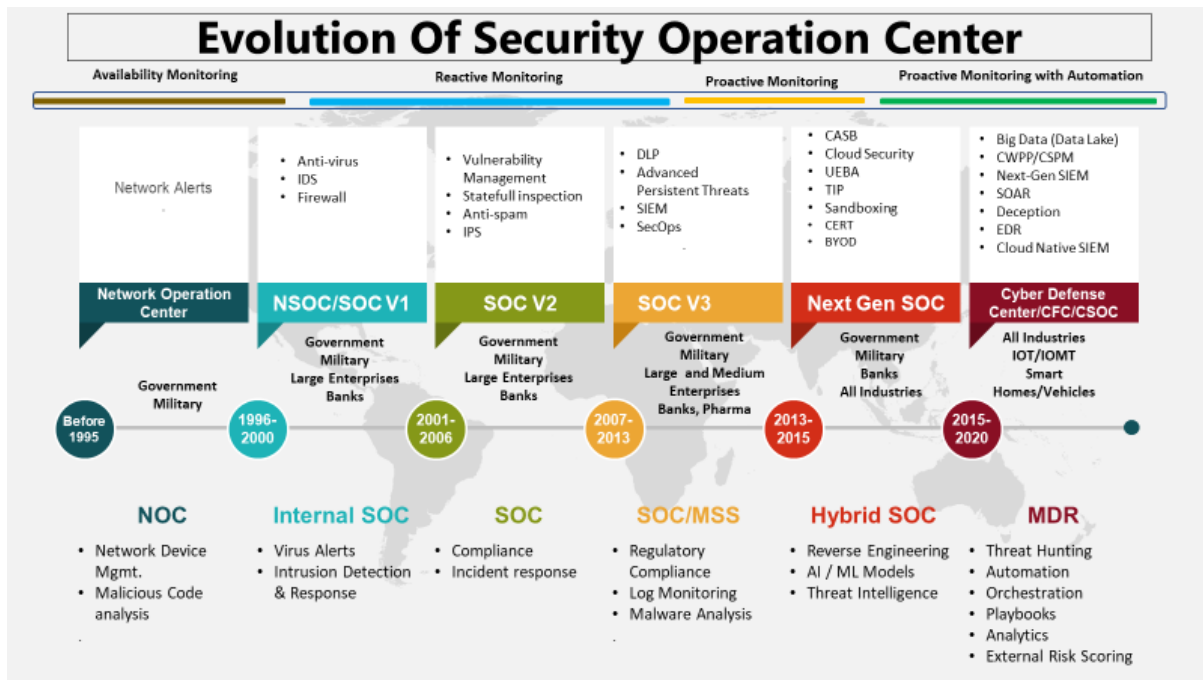 Evolution Of Security Operation Center
Availability Monitoring
Reactive Monitoring
Proactive Monitoring
Proactive Monitoring with Automation
Network Alerts
• Anti-virus
• IDS
• Firewall
• Vulnerability
Management
• Statefull inspection
• Anti-spam
• IPS
• DLP
• Advanced
Persistent Threats
• SIEM
• SecOps
• CASB
• Cloud Security
• UEBA
• TIP
• Sandboxing
• CERT
• BYOD
• Big Data (Data Lake)
• CWPP/CSPM
• Next-Gen SIEM
• SOAR
• Deception
• EDR
• Cloud Native SIEM
Network Operation
Center
NSOC/SOC V1
SOC V2
SOC V3
Next Gen SOC
Cyber Defense
Center/CFC/CSOC
Government
Military
Government
Military
Large Enterprises
Banks
Government
Military
Large Enterprises
Banks
Government
Military
Large and Medium
Enterprises
Banks, Pharma
Government
Military
Banks
All Industries
All Industries
IOT/IOMT
Smart
Homes/Vehicles
Before
1995
1996-
2000
2001-
2006
2007-
2013
2013-
2015
2015-
2020
NOC
• Network Device
Mgmt.
• Malicious Code
analysis
Internal SOC
• Virus Alerts
• Intrusion Detection
& Response
SOC
• Compliance
• Incident response
SOC/MSS
• Regulatory
Compliance
• Log Monitoring
• Malware Analysis
Hybrid SOC
• Reverse Engineering
• AI / ML Models
• Threat Intelligence
MDR
• Threat Hunting
• Automation
• Orchestration
• Playbooks
• Analytics
• External Risk Scoring